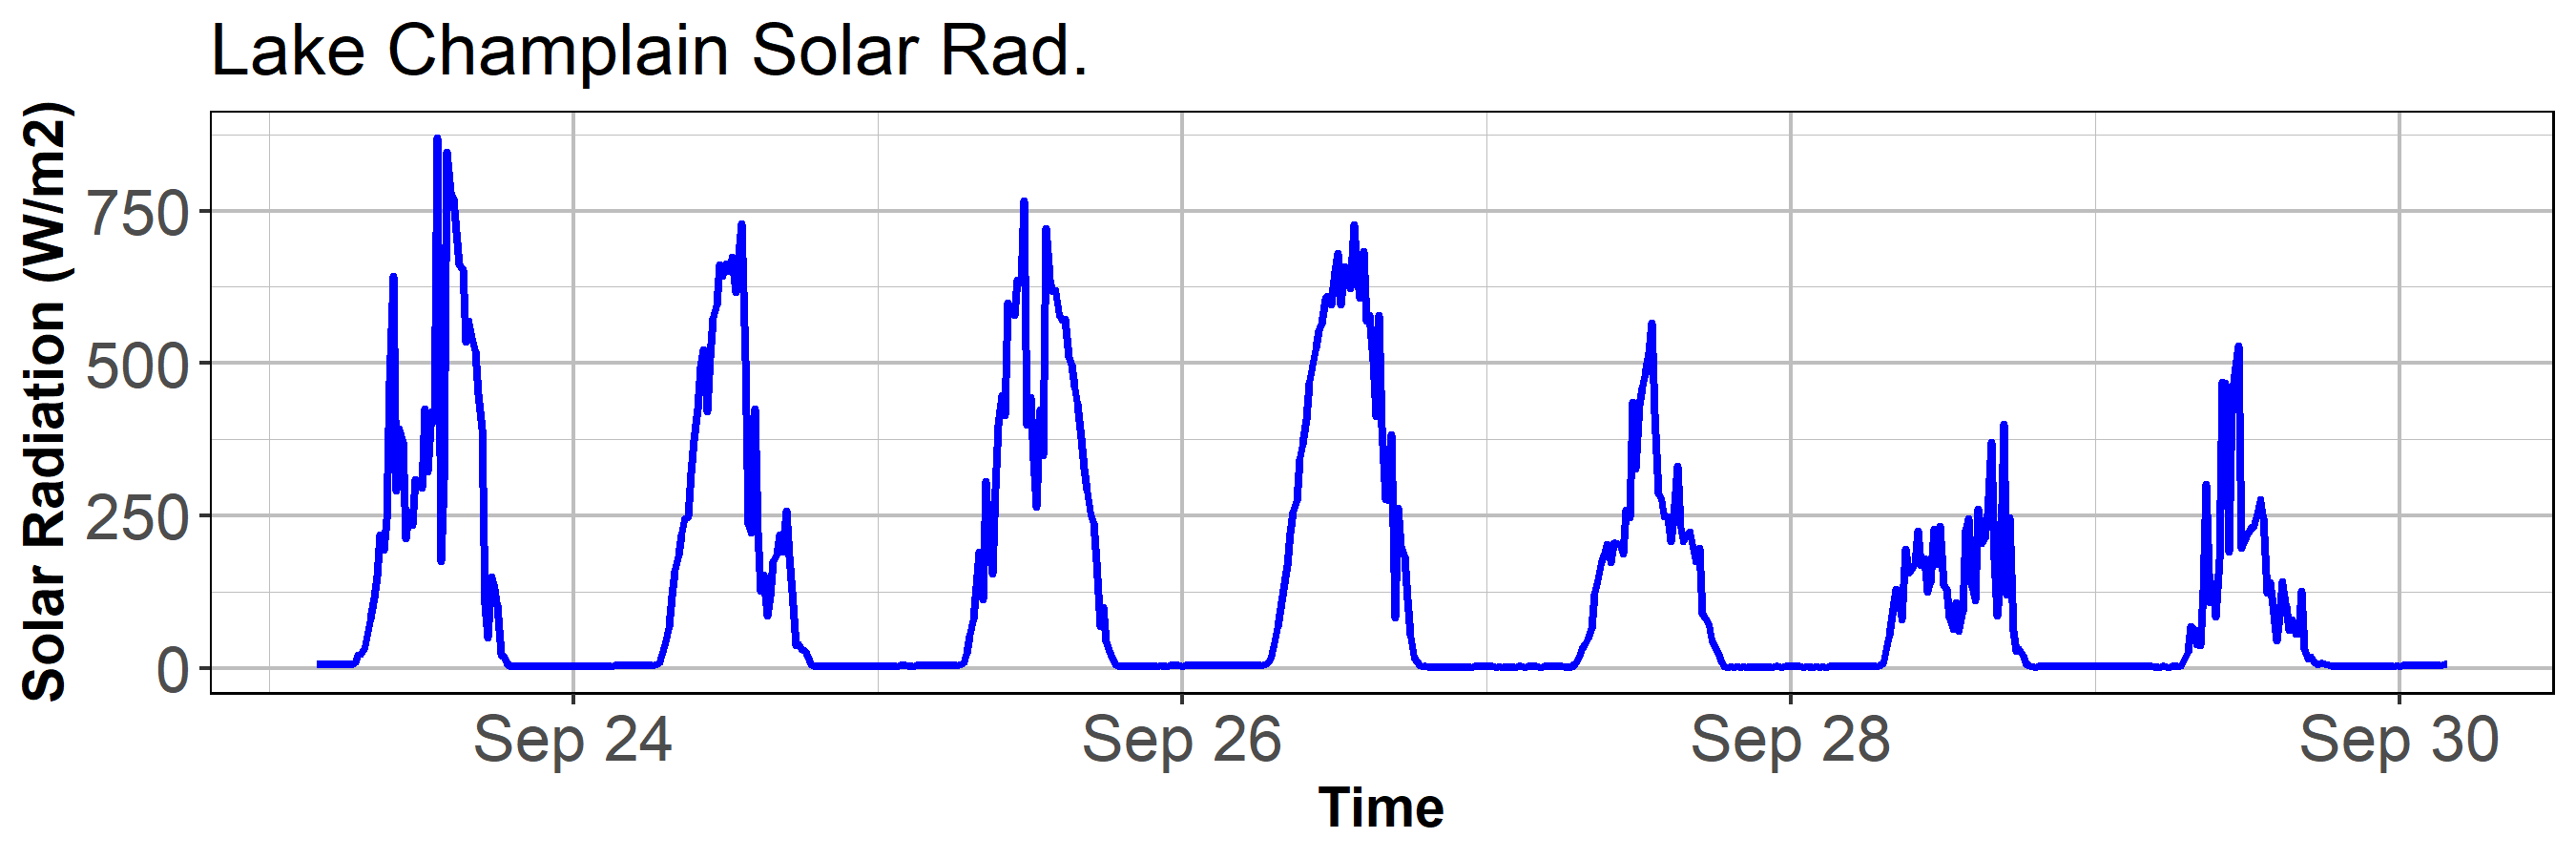 Lake Champlain Solar Rad.
Solar Radiation (W/m2)
750
500
250
0
Sep 24
Sep 26
Sep 28
Sep 30
Time